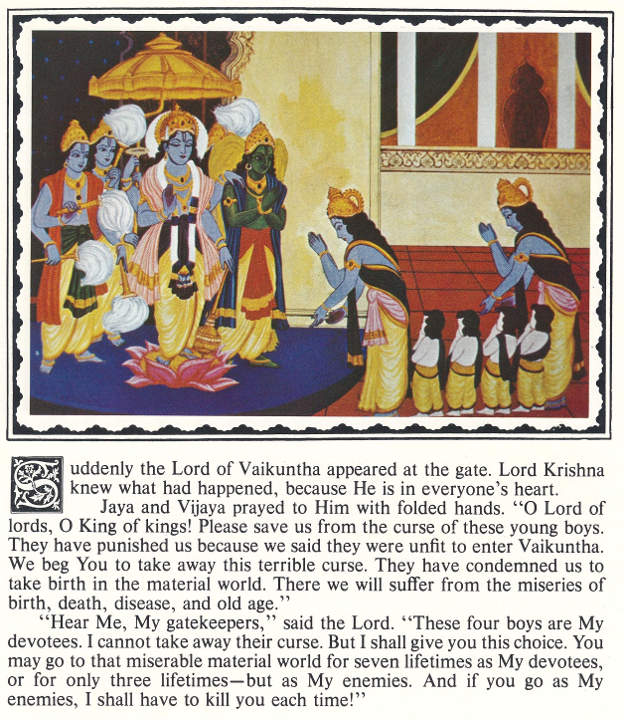 Suddenly the Lord of Vaikuntha appeared at the gate. Lord Krishna
knew what had happened, because He is in everyone's heart.
Jaya and Vijaya prayed to Him with folded hands. "O Lord of
lords, O King of kings! Please save us from the curse of these young boys.
They have punished us because we said they were unfit to enter Vaikuntha.
We beg You to take away this terrible curse. They have condemned us to
take birth in the material world. There we will suffer from the miseries of
birth, death, disease, and old age."
"Hear Me, My gatekeepers," said the Lord. "These four boys are My
devotees. I cannot take away their curse. But I shall give you this choice. You
may go to that miserable material world for seven lifetimes as My devotees,
or for only three lifetimes—but as My enemies. And if you go as My
enemies, I shall have to kill you each time!"